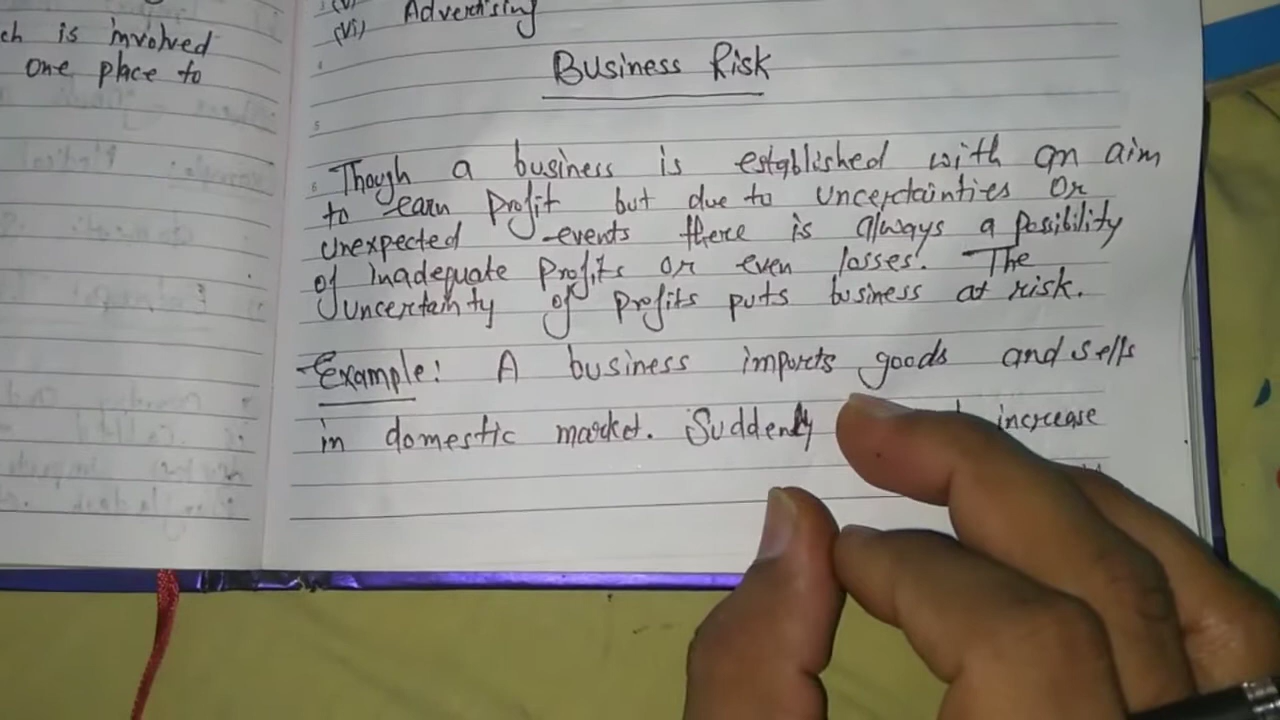 ch is involved
one place to
(vi) Advertising
Business Risk
Though a business is established with an aim
to earn Profit but due to uncertainties or
unexpected events there is always a possibility
of inadequate profits or even losses. The
uncertainty of profits puts business at risk.
Example: A business imports goods and sells
in domestic market. Suddenly increase